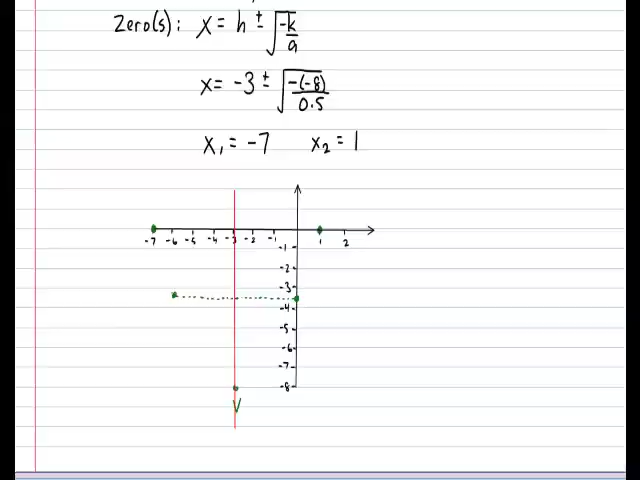 Zero(s): x = h ± √(-k/a)
x = -3 ± √(-(-8)/0.5)
x₁ = -7 x₂ = 1
-7 -6 -5 -4 -3 -2 -1 1 2
-1
-2
-3
-4
-5
-6
-7
-8
V